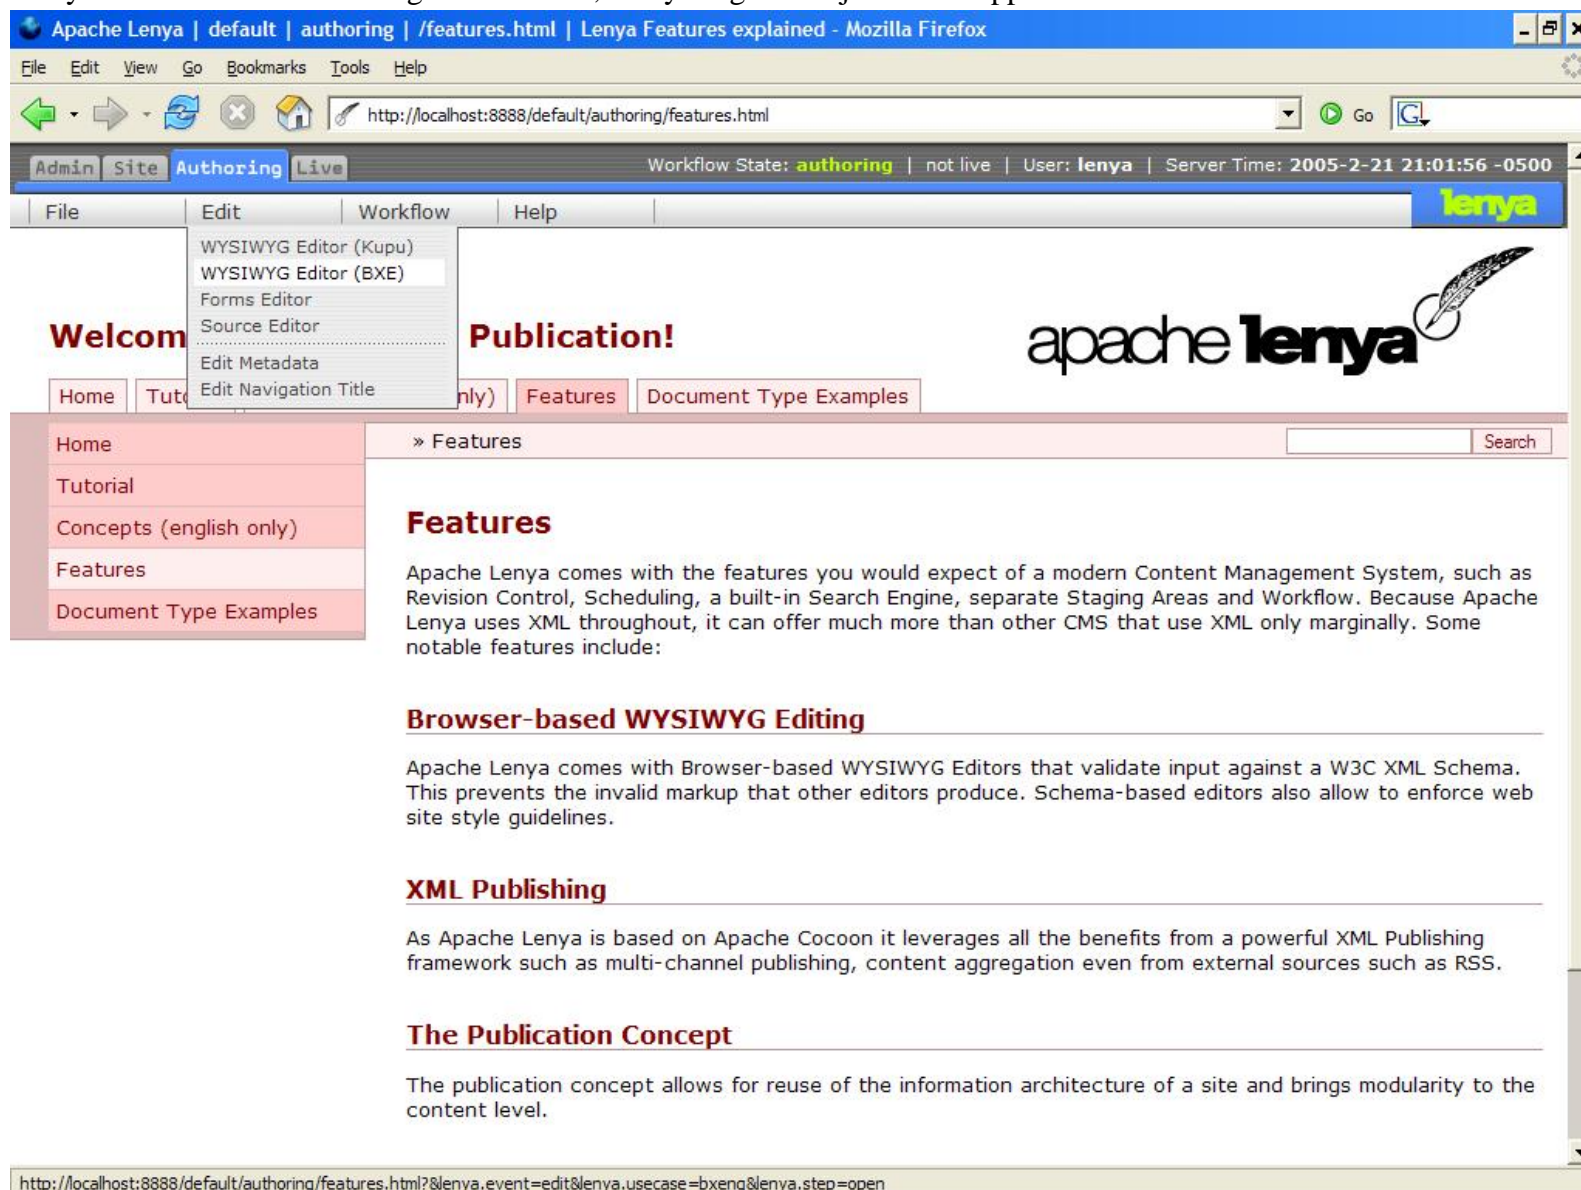 Apache Lenya | default | authoring | /features.html | Lenya Features explained - Mozilla Firefox
File Edit View Go Bookmarks Tools Help
http://localhost:8888/default/authoring/features.html Go G
Admin Site Authoring Live Workflow State: authoring | not live | User: lenya | Server Time: 2005-2-21 21:01:56 -0500
File Edit Workflow Help lenya
WYSIWYG Editor (Kupu)
WYSIWYG Editor (BXE)
Forms Editor
Source Editor
Edit Metadata
Edit Navigation Title
Welcom Publication!
apache lenya
Home Tuto nly) Features Document Type Examples
Home
Tutorial
Concepts (english only)
Features
Document Type Examples
» Features Search
Features
Apache Lenya comes with the features you would expect of a modern Content Management System, such as
Revision Control, Scheduling, a built-in Search Engine, separate Staging Areas and Workflow. Because Apache
Lenya uses XML throughout, it can offer much more than other CMS that use XML only marginally. Some
notable features include:
Browser-based WYSIWYG Editing
Apache Lenya comes with Browser-based WYSIWYG Editors that validate input against a W3C XML Schema.
This prevents the invalid markup that other editors produce. Schema-based editors also allow to enforce web
site style guidelines.
XML Publishing
As Apache Lenya is based on Apache Cocoon it leverages all the benefits from a powerful XML Publishing
framework such as multi-channel publishing, content aggregation even from external sources such as RSS.
The Publication Concept
The publication concept allows for reuse of the information architecture of a site and brings modularity to the
content level.
http://localhost:8888/default/authoring/features.html?&lenya.event=edit&lenya.usecase=bxeng&lenya.step=open